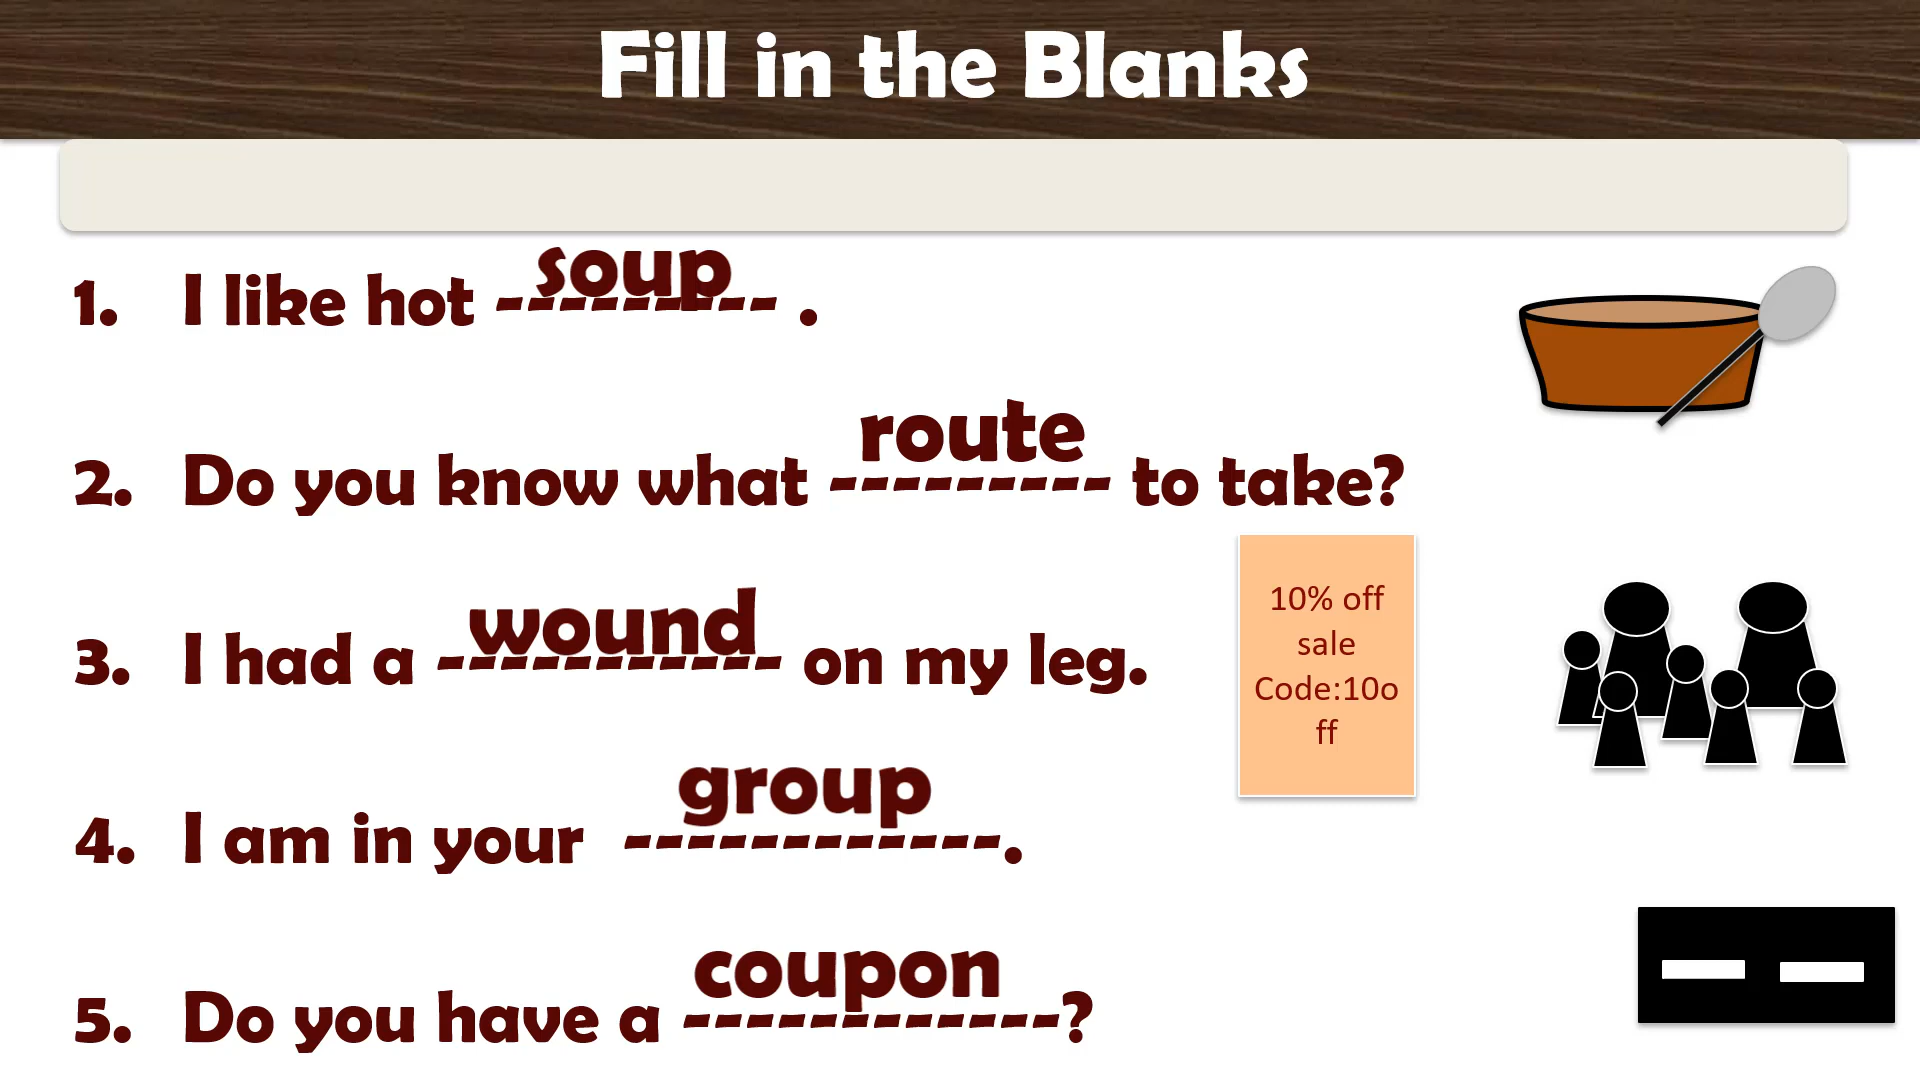 Fill in the Blanks
1. I like hot soup --------- .
2. Do you know what route --------- to take?
3. I had a wound ----------- on my leg.
4. I am in your group ------------.
5. Do you have a coupon ------------?
10% off
sale
Code:10o
ff